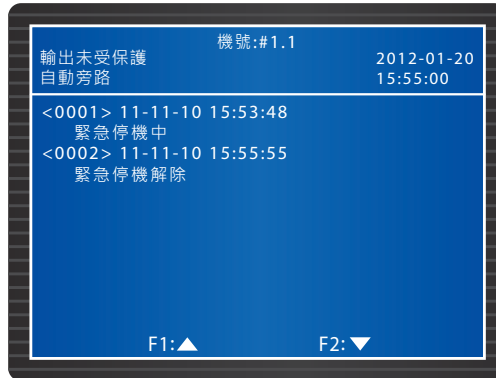 機號:#1.1
輸出未受保護 2012-01-20
自動旁路 15:55:00
<0001> 11-11-10 15:53:48
緊急停機中
<0002> 11-11-10 15:55:55
緊急停機解除
F1:▲ F2:▼